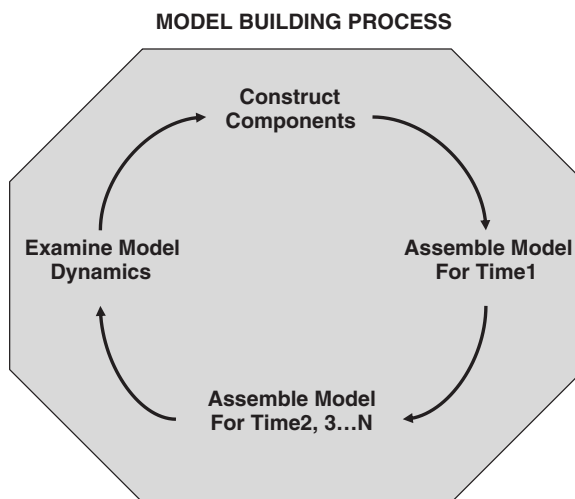 MODEL BUILDING PROCESS
Construct
Components
Assemble Model
For Time1
Assemble Model
For Time2, 3...N
Examine Model
Dynamics